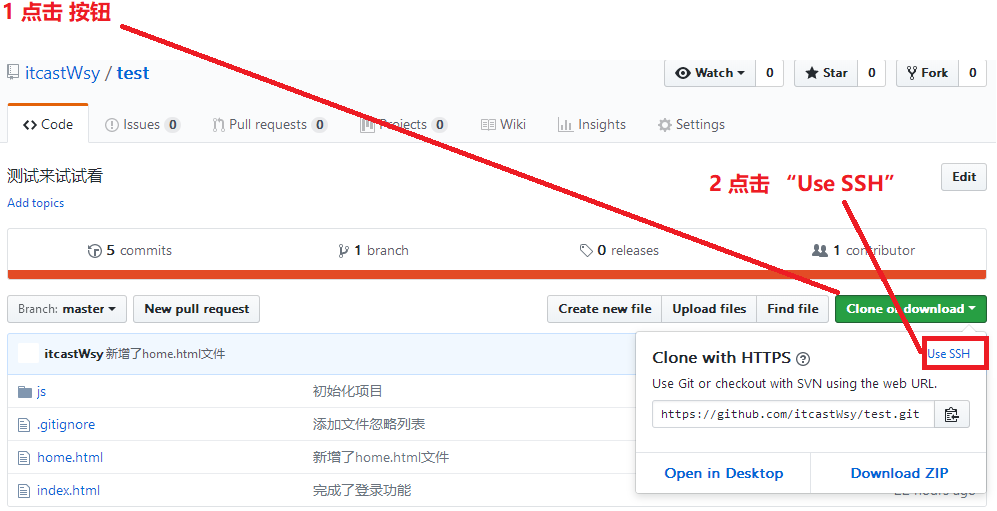 1 点击 按钮
itcastWsy / test
Watch 0 Star 0 Fork 0
Code Issues 0 Pull requests 0 Projects 0 Wiki Insights Settings
测试来试试看
Edit
2 点击 “Use SSH”
Add topics
5 commits 1 branch 0 releases 1 contributor
Branch: master New pull request Create new file Upload files Find file Clone or download
itcastWsy 新增了home.html文件
Clone with HTTPS ? Use SSH
Use Git or checkout with SVN using the web URL.
js 初始化项目
https://github.com/itcastWsy/test.git
.gitignore 添加文件忽略列表
home.html 新增了home.html文件
Open in Desktop Download ZIP
index.html 完成了登录功能
22 hours ago